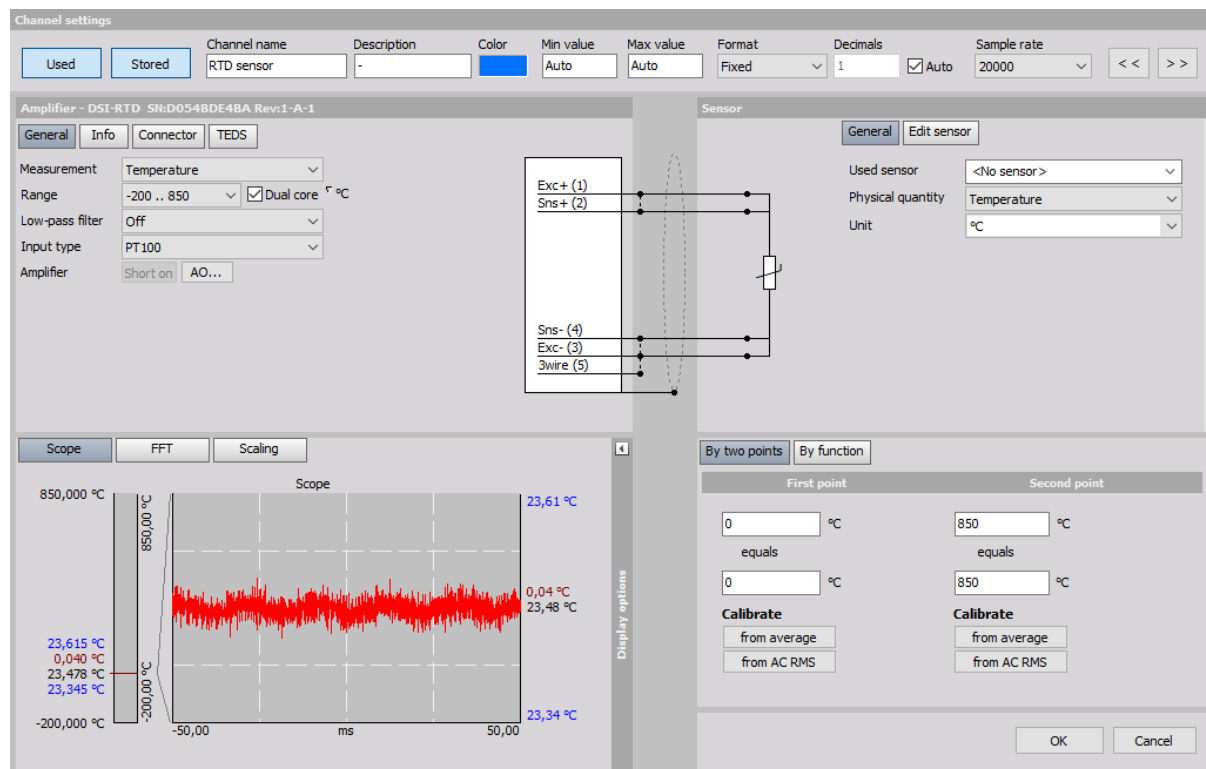 Channel settings
Used Stored Channel name Description Color Min value Max value Format Decimals Sample rate
RTD sensor - Auto Auto Fixed 1 Auto 20000 << >>
Amplifier - DSI-RTD SN:D054BDE4BA Rev:1-A-1
General Info Connector TEDS
Measurement Temperature
Range -200 .. 850 Dual core ℃
Low-pass filter Off
Input type PT100
Amplifier Short on AO...
Exc+ (1)
Sns+ (2)
Sns- (4)
Exc- (3)
3wire (5)
Sensor
General Edit sensor
Used sensor <No sensor>
Physical quantity Temperature
Unit ℃
Scope FFT Scaling
Scope
850,000 ℃
850,00 ℃
23,61 ℃
0,04 ℃
23,48 ℃
23,615 ℃
0,040 ℃
23,478 ℃
23,345 ℃
-200,00 ℃
-200,000 ℃
23,34 ℃
-50,00 ms 50,00
Display options
By two points By function
First point Second point
0 ℃ 850 ℃
equals equals
0 ℃ 850 ℃
Calibrate Calibrate
from average from average
from AC RMS from AC RMS
OK Cancel